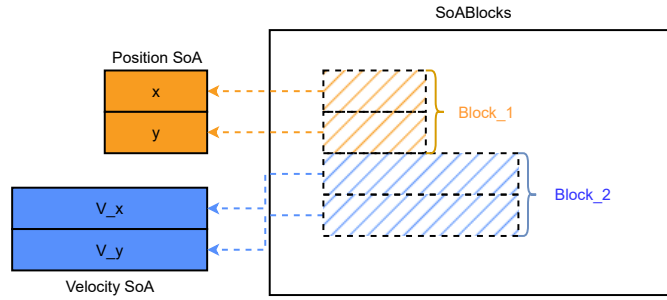 SoABlocks
Position SoA
x
y
Block_1
V_x
V_y
Block_2
Velocity SoA